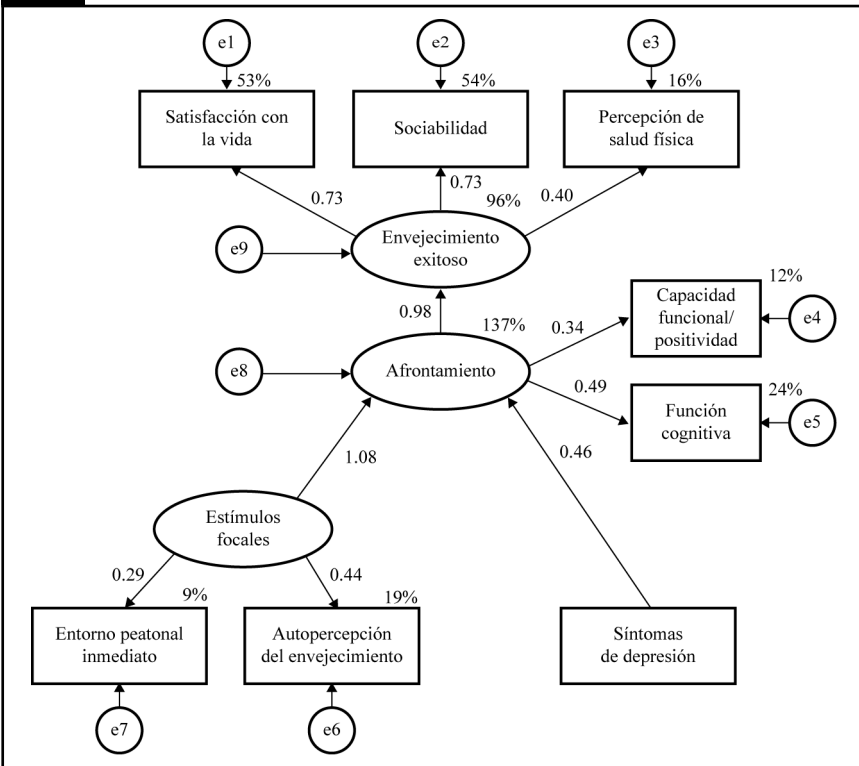 e1
e2
e3
53%
54%
16%
Satisfacción con
la vida
Sociabilidad
Percepción de
salud física
0.73
0.73
0.40
96%
e9
Envejecimiento
exitoso
0.98
137%
e8
Afrontamiento
0.34
12%
Capacidad
funcional/
positividad
e4
0.49
24%
Función
cognitiva
e5
1.08
0.46
Estímulos
focales
0.29
0.44
9%
19%
Entorno peatonal
inmediato
Autopercepción
del envejecimiento
Síntomas
de depresión
e7
e6